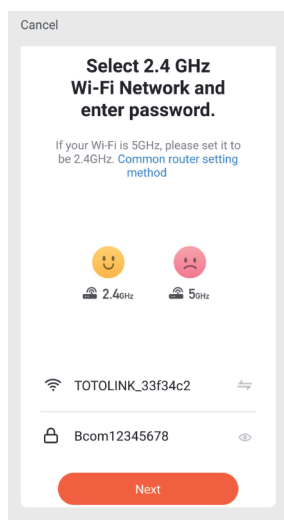 Cancel
Select 2.4 GHz
Wi-Fi Network and
enter password.
If your Wi-Fi is 5GHz, please set it to
be 2.4GHz. Common router setting
method
2.4GHz 5GHz
TOTOLINK_33f34c2
Bcom12345678
Next